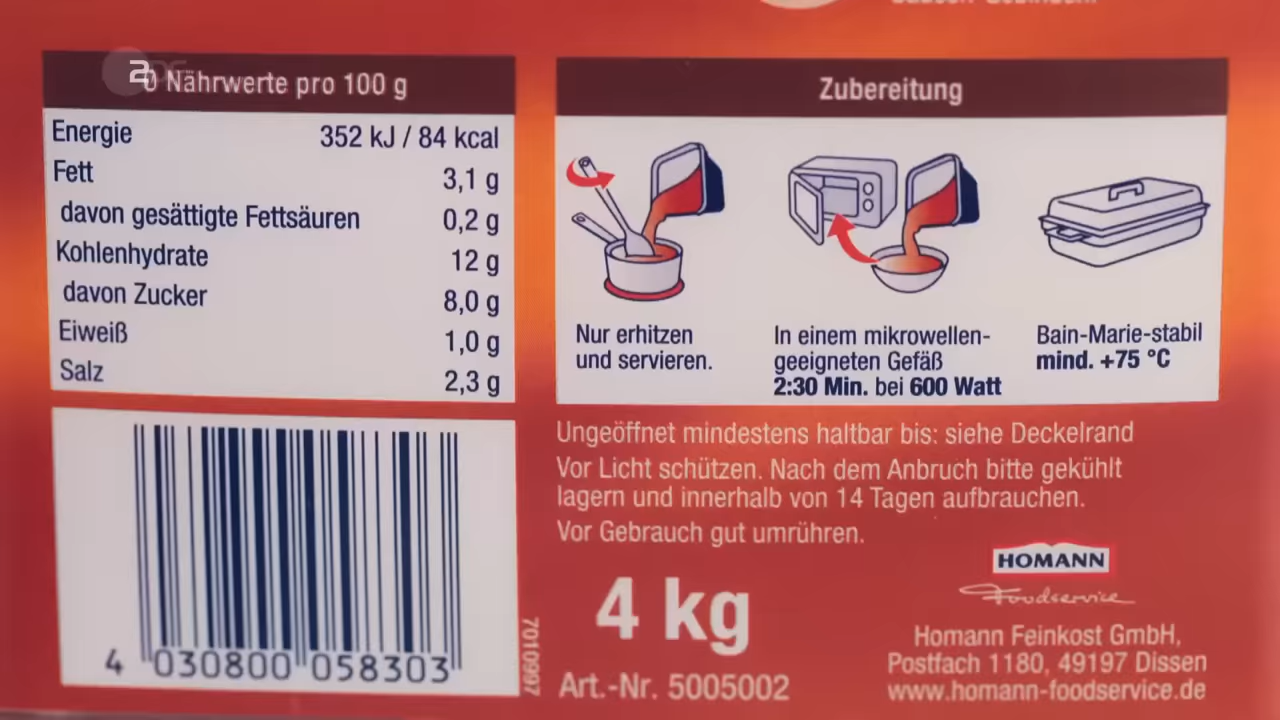 2DF
Ø Nährwerte pro 100 g
Energie 352 kJ / 84 kcal
Fett 3,1 g
davon gesättigte Fettsäuren 0,2 g
Kohlenhydrate 12 g
davon Zucker 8,0 g
Eiweiß 1,0 g
Salz 2,3 g
4 030800 058303
7010997
Zubereitung
Nur erhitzen
und servieren.
In einem mikrowellen-
geeigneten Gefäß
2:30 Min. bei 600 Watt
Bain-Marie-stabil
mind. +75 °C
Ungeöffnet mindestens haltbar bis: siehe Deckelrand
Vor Licht schützen. Nach dem Anbruch bitte gekühlt
lagern und innerhalb von 14 Tagen aufbrauchen.
Vor Gebrauch gut umrühren.
4 kg
Art.-Nr. 5005002
HOMANN
Foodservice
Homann Feinkost GmbH,
Postfach 1180, 49197 Dissen
www.homann-foodservice.de